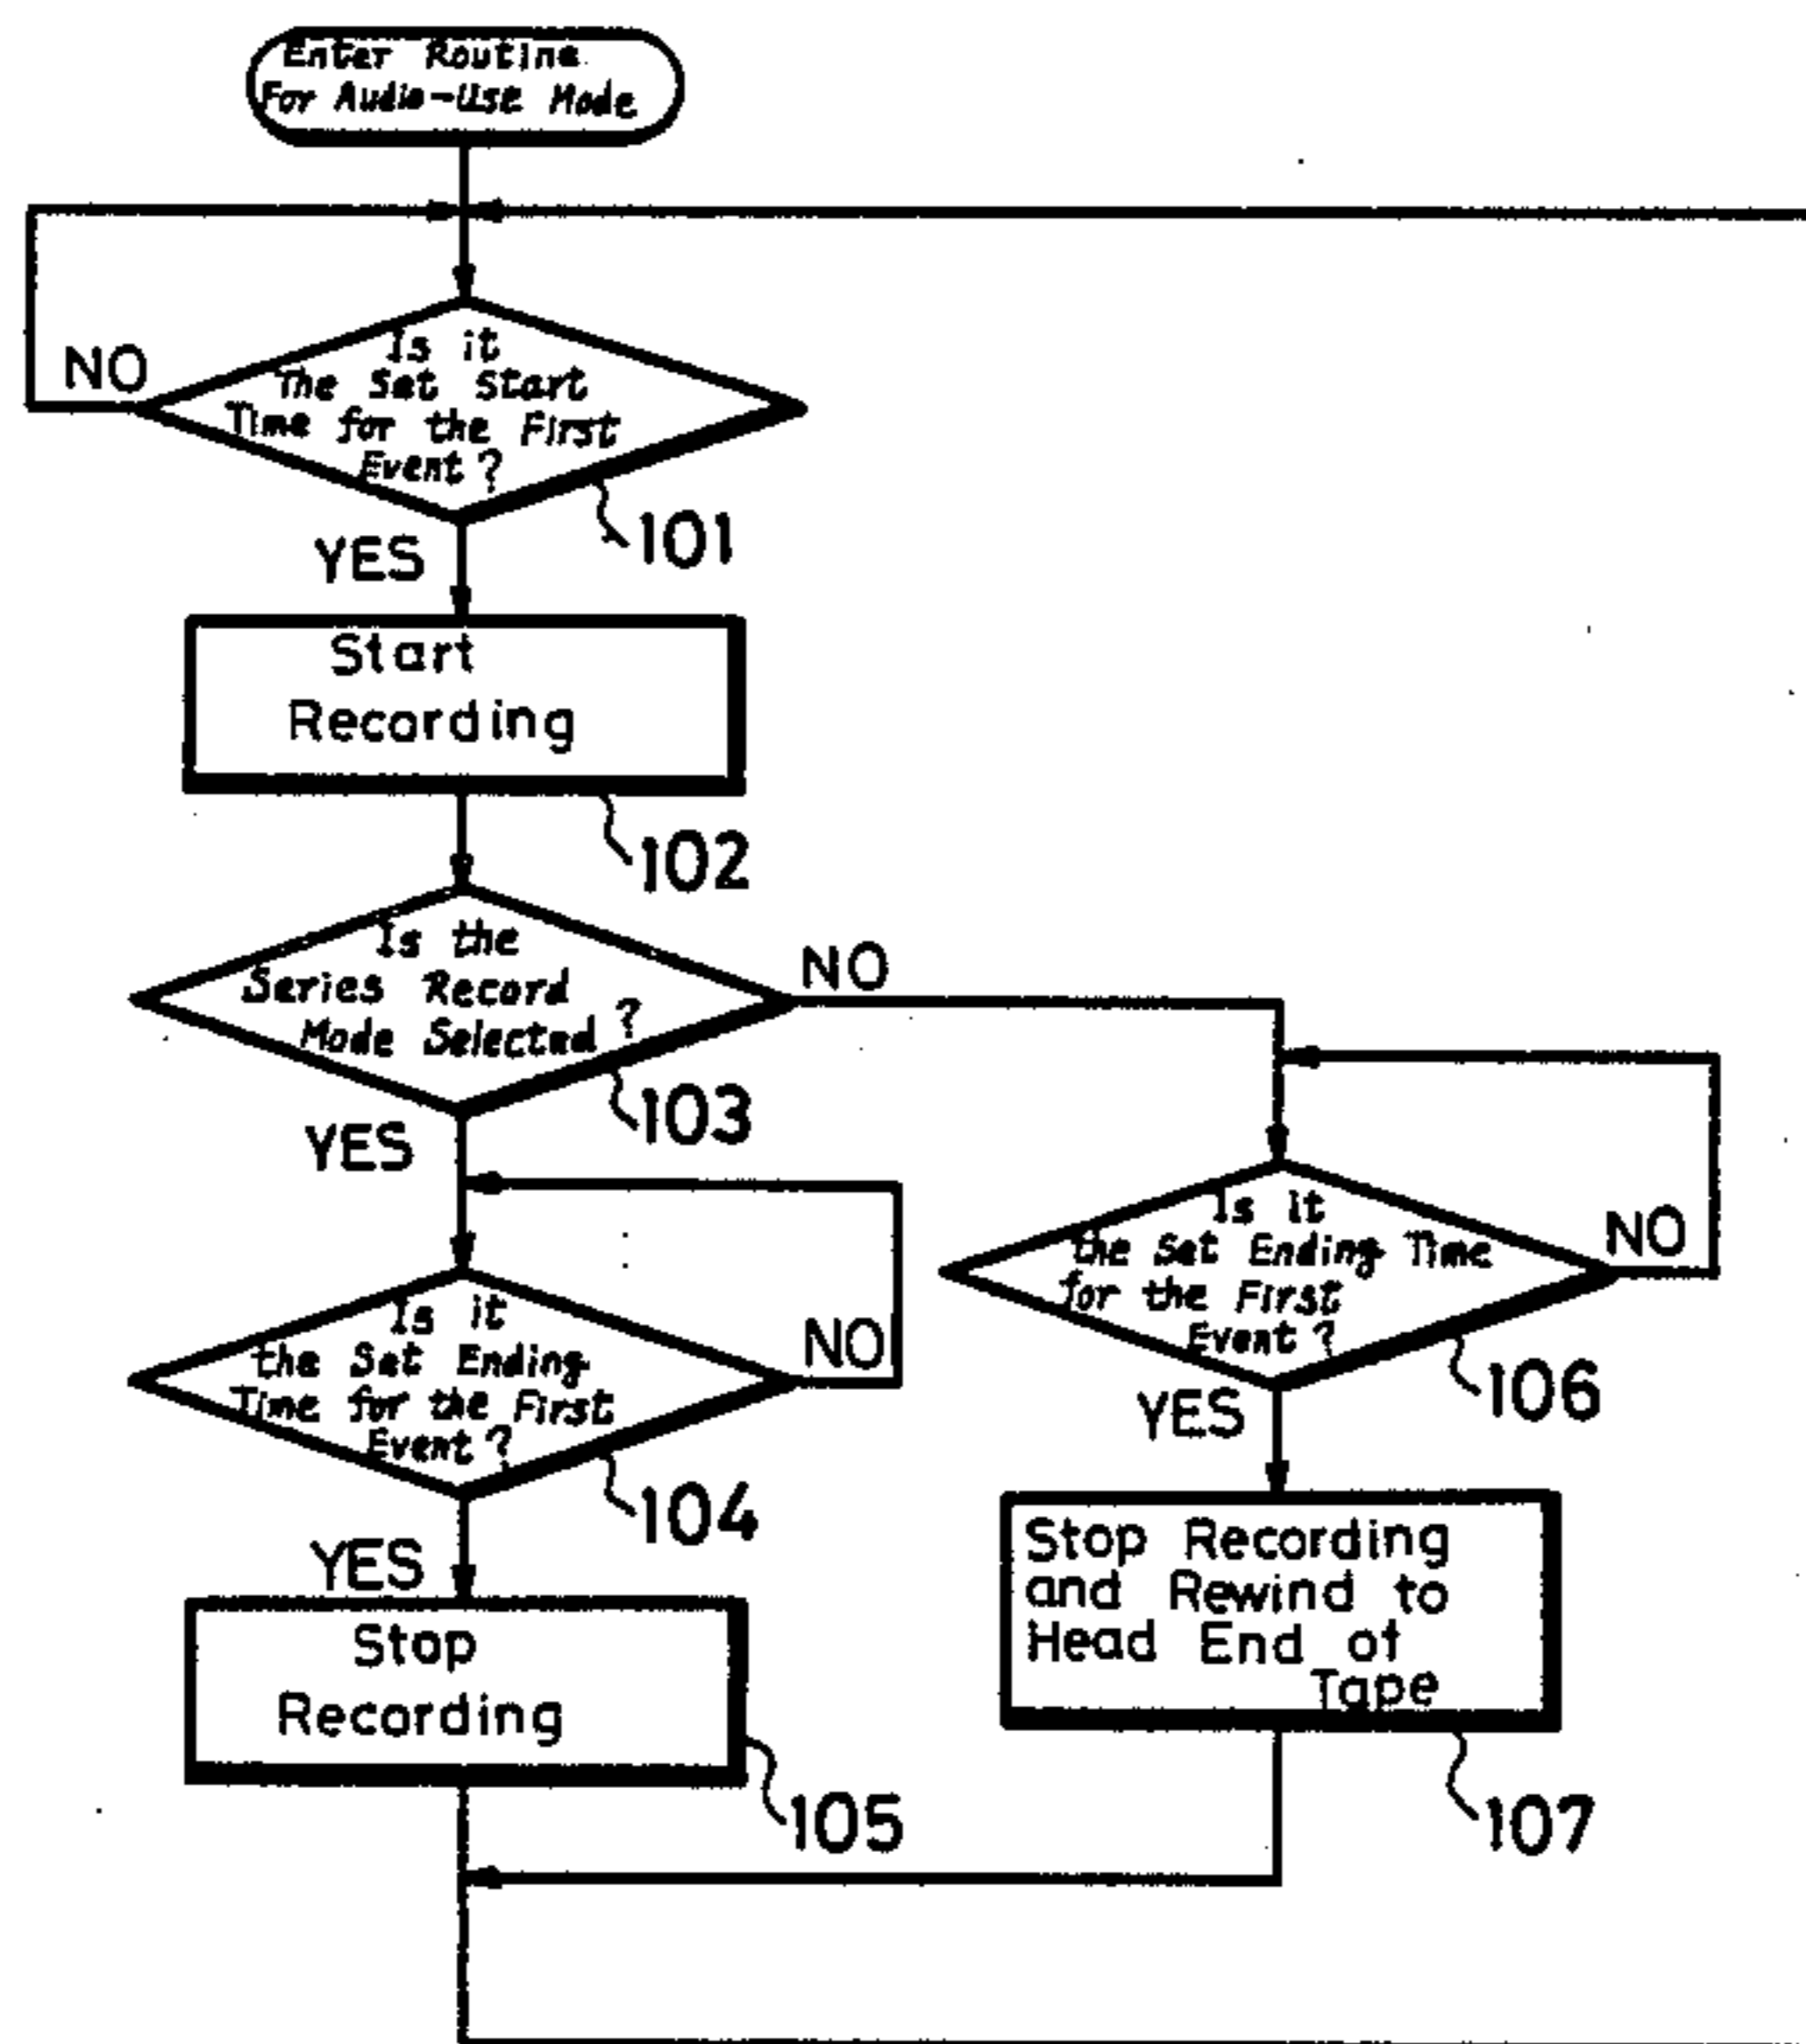 Enter Routine
For Audio-Use Mode
NO
Is it
The Set Start
Time for the First
Event?
101
YES
Start
Recording
102
Is the
Series Record
Mode Selected?
NO
103
YES
Is it
the Set Ending
Time for the First
Event?
NO
104
YES
Stop
Recording
105
Is it
the Set Ending Time
for the First
Event?
NO
106
YES
Stop Recording
and Rewind to
Head End of
Tape
107